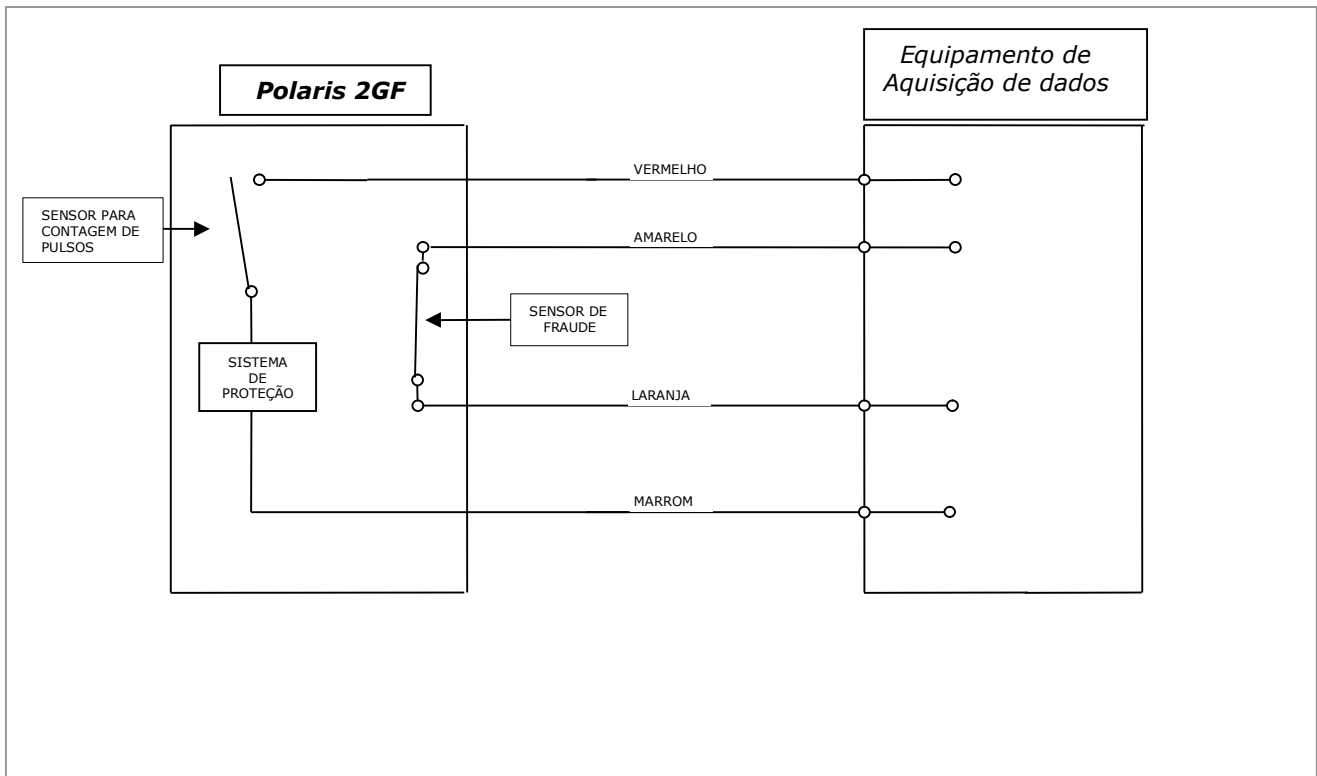 Equipamento de
Aquisição de dados
Polaris 2GF
VERMELHO
SENSOR PARA
CONTAGEM DE
PULSOS
AMARELO
SENSOR DE
FRAUDE
SISTEMA
DE
PROTEÇÃO
LARANJA
MARROM